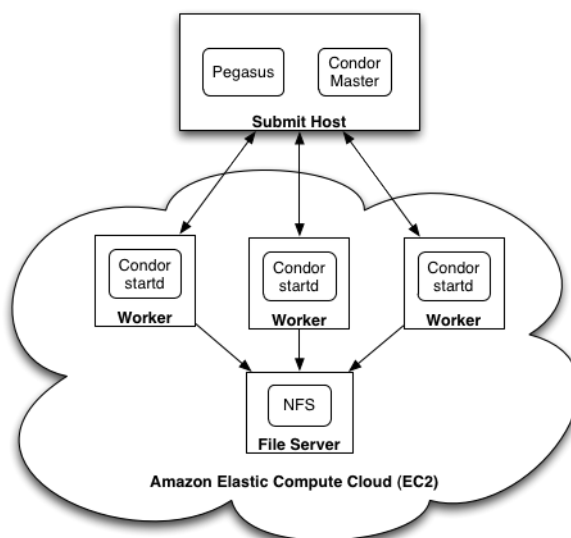 Pegasus
Condor
Master
Submit Host
Condor
startd
Worker
Condor
startd
Worker
Condor
startd
Worker
NFS
File Server
Amazon Elastic Compute Cloud (EC2)